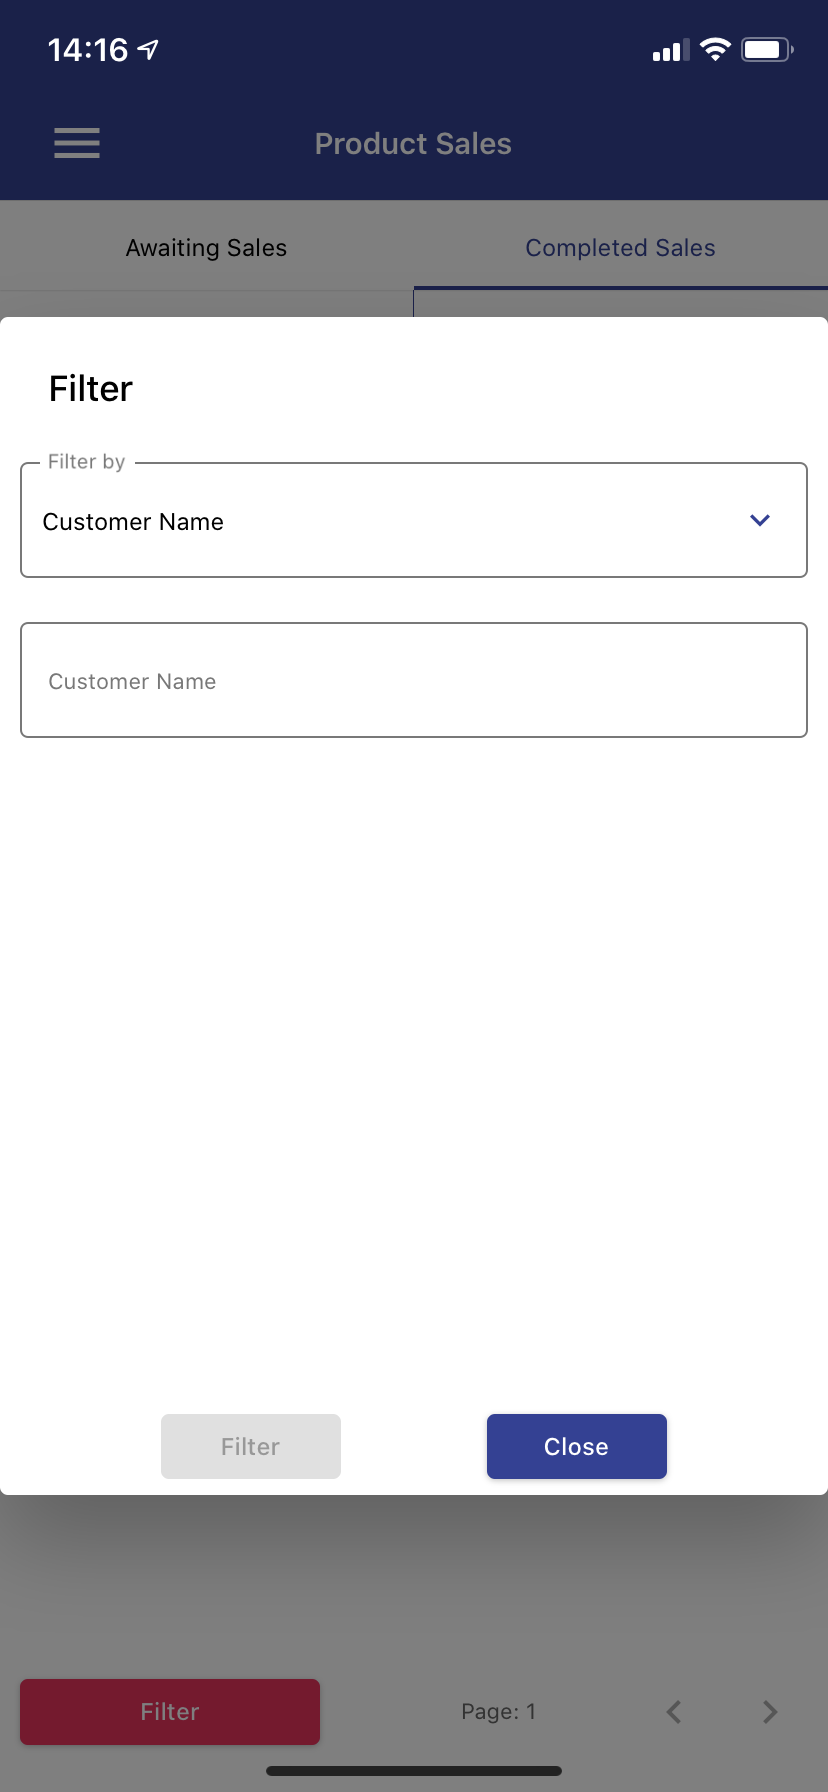 14:16
Product Sales
Awaiting Sales
Completed Sales
Filter
Filter by
Customer Name
Customer Name
Filter
Close
Filter
Page: 1